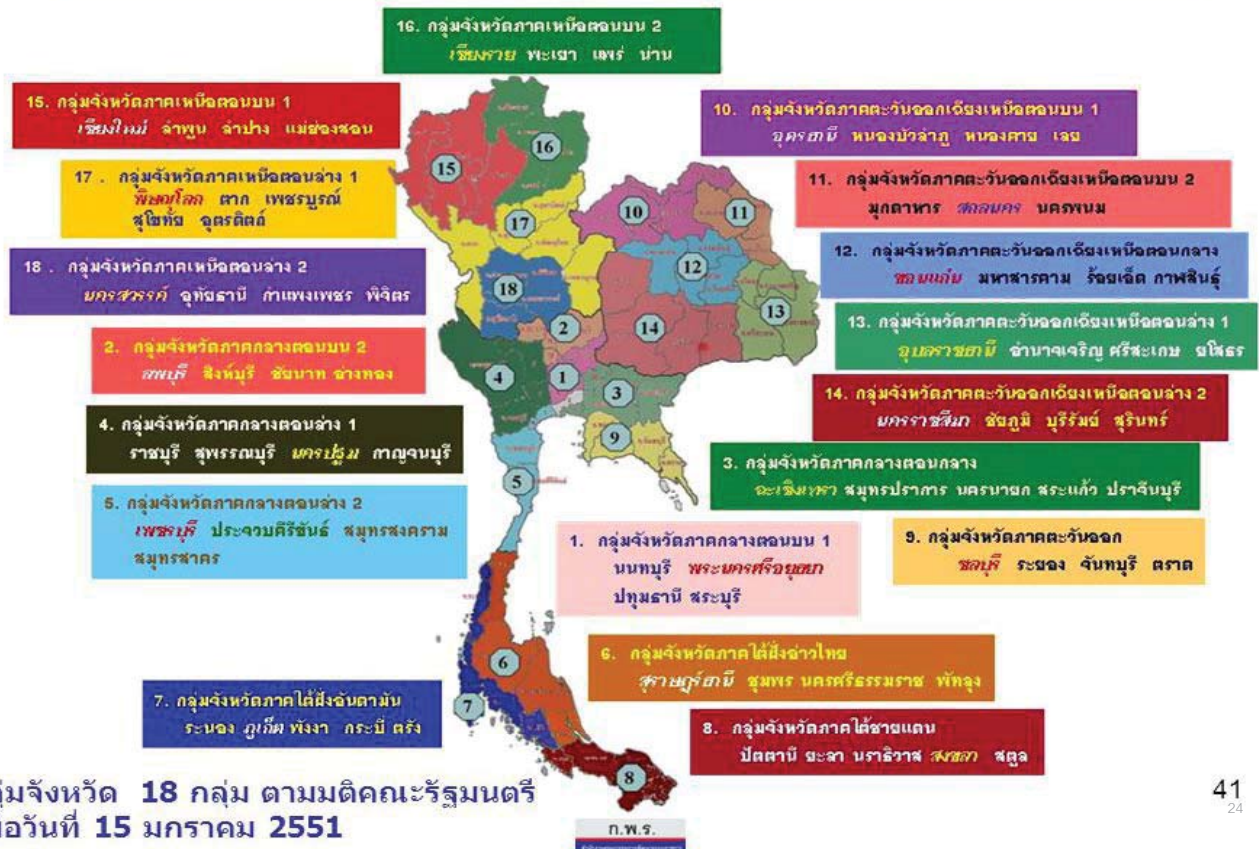 16. กลุ่มจังหวัดภาคเหนือตอนบน 2
เชียงราย พะเยา แพร่ น่าน
15. กลุ่มจังหวัดภาคเหนือตอนบน 1
เชียงใหม่ ลำพูน ลำปาง แม่ฮ่องสอน
17 . กลุ่มจังหวัดภาคเหนือตอนล่าง 1
พิษณุโลก ตาก เพชรบูรณ์
สุโขทัย อุตรดิตถ์
18 . กลุ่มจังหวัดภาคเหนือตอนล่าง 2
นครสวรรค์ อุทัยธานี กำแพงเพชร พิจิตร
2. กลุ่มจังหวัดภาคกลางตอนบน 2
ลพบุรี สิงห์บุรี ชัยนาท อ่างทอง
4. กลุ่มจังหวัดภาคกลางตอนล่าง 1
ราชบุรี สุพรรณบุรี นครปฐม กาญจนบุรี
5. กลุ่มจังหวัดภาคกลางตอนล่าง 2
เพชรบุรี ประจวบคีรีขันธ์ สมุทรสงคราม
สมุทรสาคร
10. กลุ่มจังหวัดภาคตะวันออกเฉียงเหนือตอนบน 1
อุดรธานี หนองบัวลำภู หนองคาย เลย
11. กลุ่มจังหวัดภาคตะวันออกเฉียงเหนือตอนบน 2
มุกดาหาร สกลนคร นครพนม
12. กลุ่มจังหวัดภาคตะวันออกเฉียงเหนือตอนกลาง
ขอนแก่น มหาสารคาม ร้อยเอ็ด กาฬสินธุ์
13. กลุ่มจังหวัดภาคตะวันออกเฉียงเหนือตอนล่าง 1
อุบลราชธานี อำนาจเจริญ ศรีสะเกษ ยโสธร
14. กลุ่มจังหวัดภาคตะวันออกเฉียงเหนือตอนล่าง 2
นครราชสีมา ชัยภูมิ บุรีรัมย์ สุรินทร์
3. กลุ่มจังหวัดภาคกลางตอนกลาง
ฉะเชิงเทรา สมุทรปราการ นครนายก สระแก้ว ปราจีนบุรี
9. กลุ่มจังหวัดภาคตะวันออก
ชลบุรี ระยอง จันทบุรี ตราด
1. กลุ่มจังหวัดภาคกลางตอนบน 1
นนทบุรี พระนครศรีอยุธยา
ปทุมธานี สระบุรี
6. กลุ่มจังหวัดภาคใต้ฝั่งอ่าวไทย
สุราษฎร์ธานี ชุมพร นครศรีธรรมราช พัทลุง
7. กลุ่มจังหวัดภาคใต้ฝั่งอันดามัน
ระนอง ภูเก็ต พังงา กระบี่ ตรัง
8. กลุ่มจังหวัดภาคใต้ชายแดน
ปัตตานี ยะลา นราธิวาส สงขลา สตูล
16
15
10
11
17
12
18
13
2
14
4
1
3
9
5
6
7
8
ุ่มจังหวัด 18 กลุ่ม ตามมติคณะรัฐมนตรี
ื่อวันที่ 15 มกราคม 2551
ก.พ.ร.
41
24